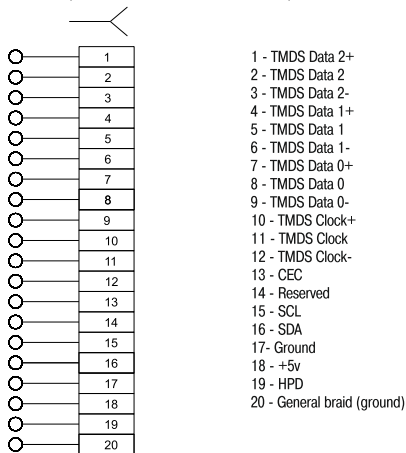 1
2
3
4
5
6
7
8
9
10
11
12
13
14
15
16
17
18
19
20
1 - TMDS Data 2+
2 - TMDS Data 2
3 - TMDS Data 2-
4 - TMDS Data 1+
5 - TMDS Data 1
6 - TMDS Data 1-
7 - TMDS Data 0+
8 - TMDS Data 0
9 - TMDS Data 0-
10 - TMDS Clock+
11 - TMDS Clock
12 - TMDS Clock-
13 - CEC
14 - Reserved
15 - SCL
16 - SDA
17- Ground
18 - +5v
19 - HPD
20 - General braid (ground)